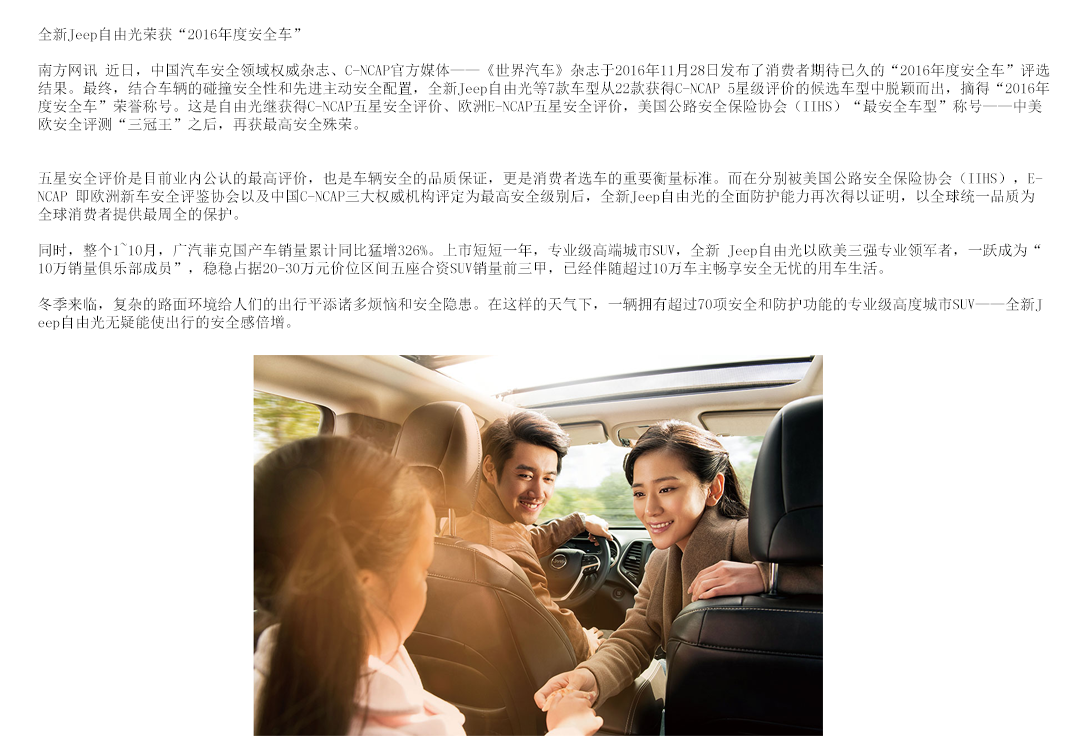 全新Jeep自由光荣获“2016年度安全车”
南方网讯 近日，中国汽车安全领域权威杂志、C-NCAP官方媒体——《世界汽车》杂志于2016年11月28日发布了消费者期待已久的“2016年度安全车”评选
结果。最终，结合车辆的碰撞安全性和先进主动安全配置，全新Jeep自由光等7款车型从22款获得C-NCAP 5星级评价的候选车型中脱颖而出，摘得“2016年
度安全车”荣誉称号。这是自由光继获得C-NCAP五星安全评价、欧洲E-NCAP五星安全评价，美国公路安全保险协会（IIHS）“最安全车型”称号——中美
欧安全评测“三冠王”之后，再获最高安全殊荣。
五星安全评价是目前业内公认的最高评价，也是车辆安全的品质保证，更是消费者选车的重要衡量标准。而在分别被美国公路安全保险协会（IIHS），E-
NCAP 即欧洲新车安全评鉴协会以及中国C-NCAP三大权威机构评定为最高安全级别后，全新Jeep自由光的全面防护能力再次得以证明，以全球统一品质为
全球消费者提供最周全的保护。
同时，整个1~10月，广汽菲克国产车销量累计同比猛增326%。上市短短一年，专业级高端城市SUV，全新 Jeep自由光以欧美三强专业领军者，一跃成为“
10万销量俱乐部成员”，稳稳占据20-30万元价位区间五座合资SUV销量前三甲，已经伴随超过10万车主畅享安全无忧的用车生活。
冬季来临，复杂的路面环境给人们的出行平添诸多烦恼和安全隐患。在这样的天气下，一辆拥有超过70项安全和防护功能的专业级高度城市SUV——全新J
eep自由光无疑能使出行的安全感倍增。